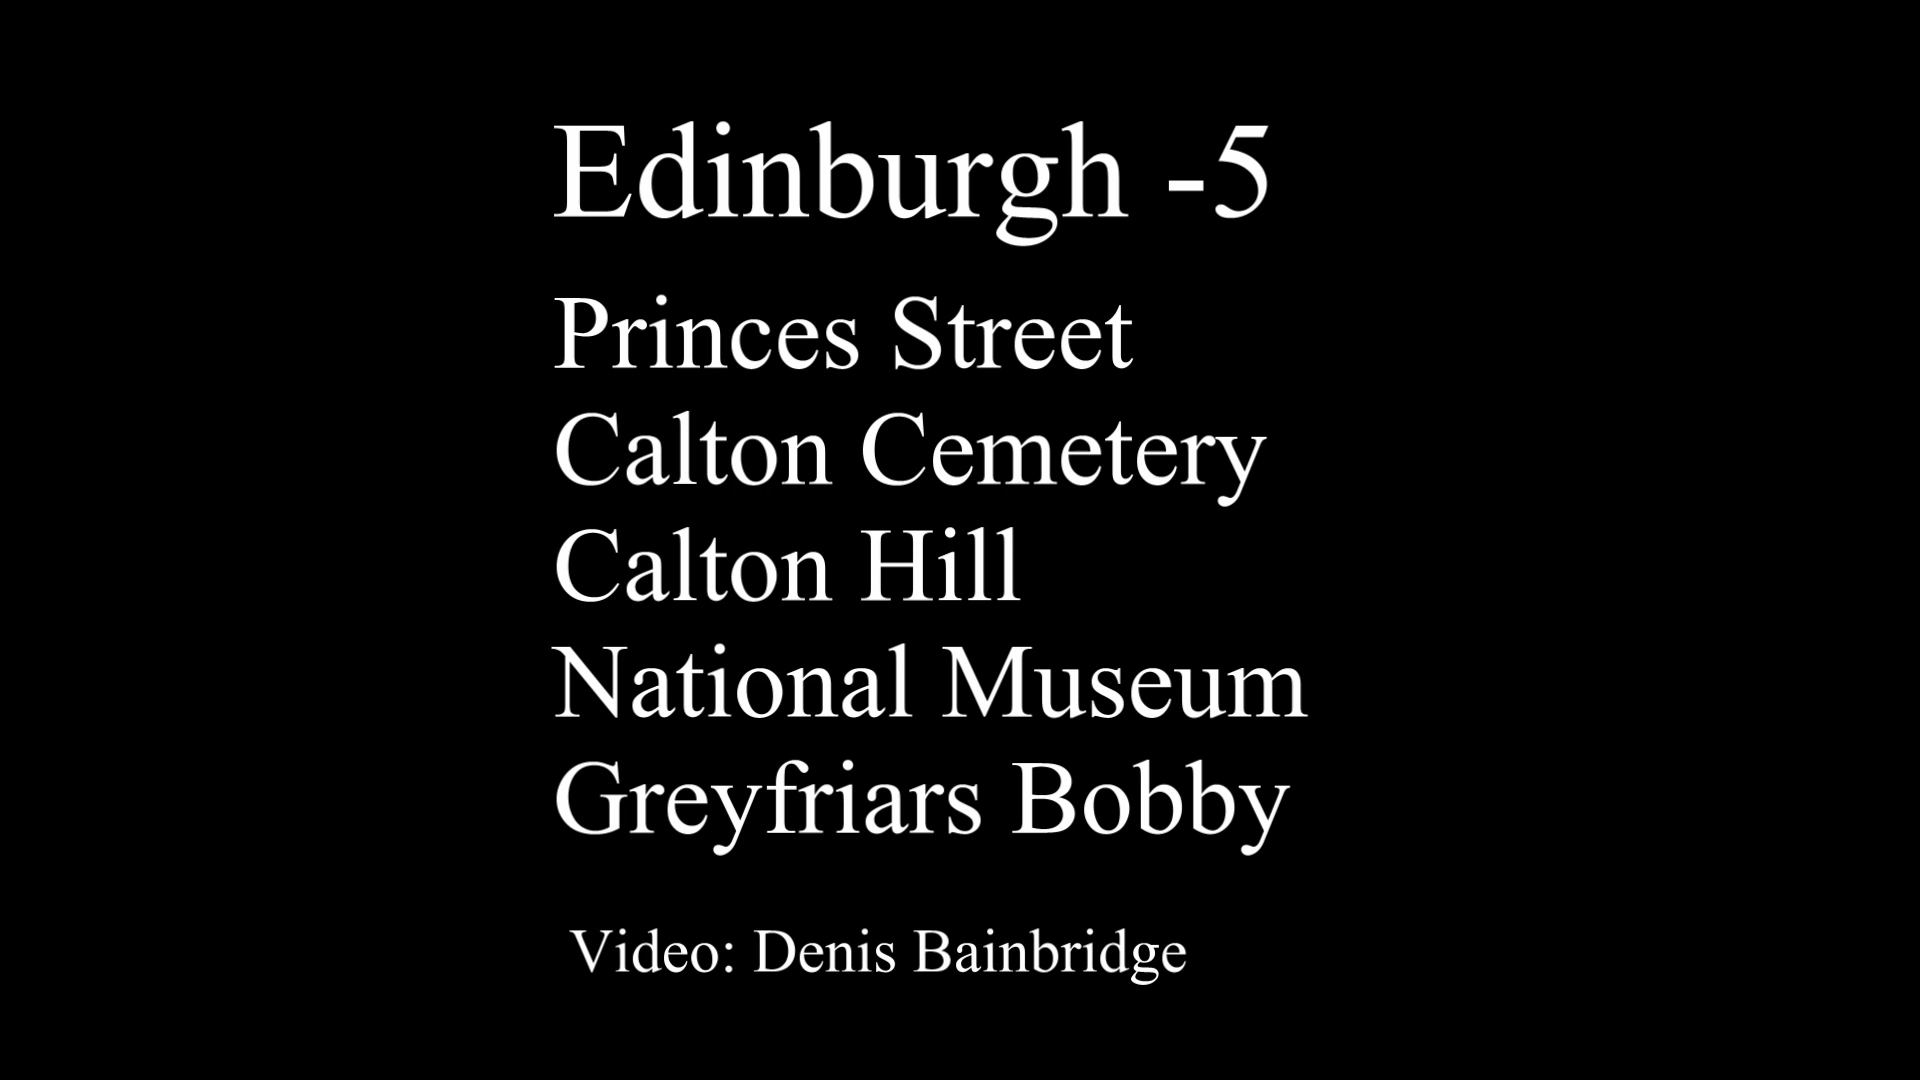 Edinburgh -5
Princes Street
Calton Cemetery
Calton Hill
National Museum
Greyfriars Bobby
Video: Denis Bainbridge